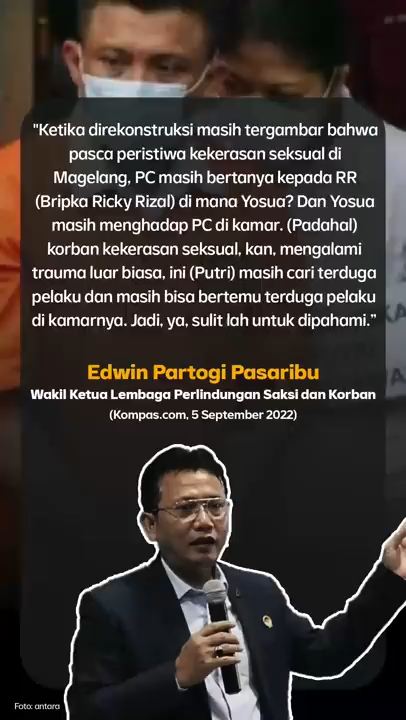 "Ketika direkonstruksi masih tergambar bahwa
pasca peristiwa kekerasan seksual di
Magelang, PC masih bertanya kepada RR
(Bripka Ricky Rizal) di mana Yosua? Dan Yosua
masih menghadap PC di kamar. (Padahal)
korban kekerasan seksual, kan, mengalami
trauma luar biasa, ini (Putri) masih cari terduga
pelaku dan masih bisa bertemu terduga pelaku
di kamarnya. Jadi, ya, sulit lah untuk dipahami."
Edwin Partogi Pasaribu
Wakil Ketua Lembaga Perlindungan Saksi dan Korban
(Kompas.com, 5 September 2022)
Foto: antara